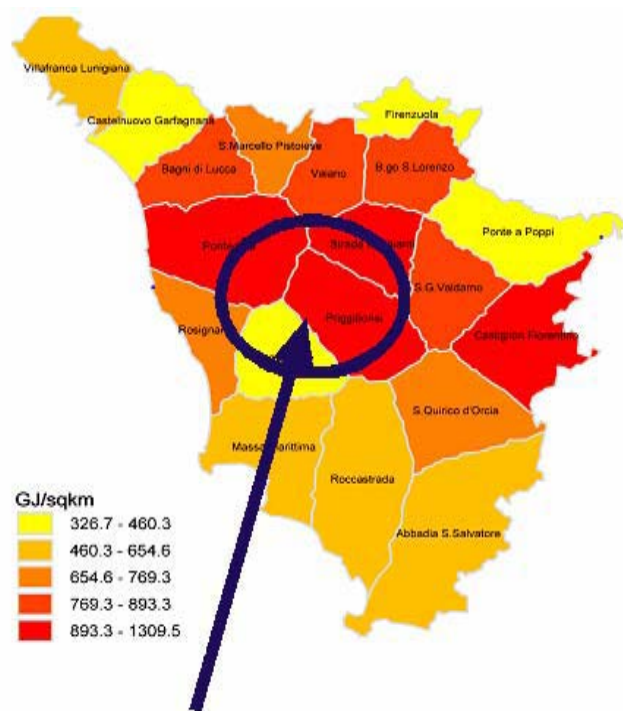 Villafranca Lunigiana
Castelnuovo Garfagnana
Firenzuola
S.Marcello Pistoiese
Bagni di Lucca
Vaiano
B.go S.Lorenzo
Ponte a Poppi
S.G.Valdarno
Rosignano
Poggibonsi
Castiglion Fiorentino
S.Quirico d'Orcia
Massa Marittima
Roccastrada
Abbadia S.Salvatore
GJ/sqkm
326.7 - 460.3
460.3 - 654.6
654.6 - 769.3
769.3 - 893.3
893.3 - 1309.5